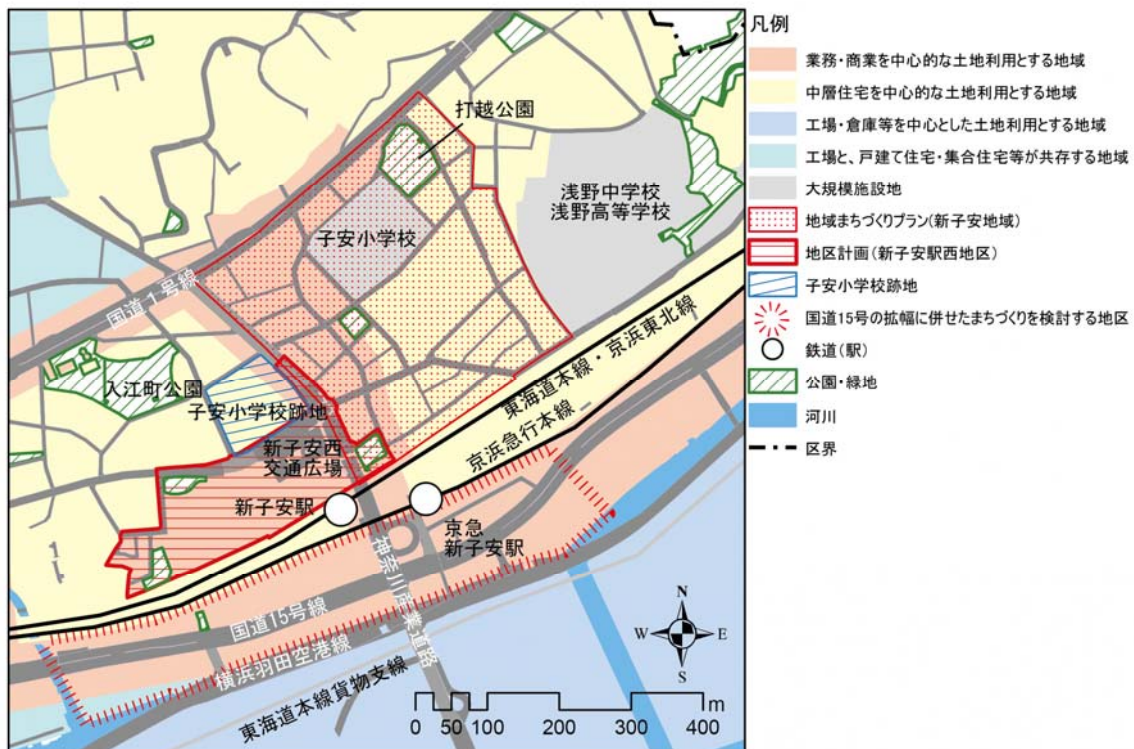 打越公園
浅野中学校
浅野高等学校
子安小学校
国道1号線
入江町公園
子安小学校跡地
新子安西
交通広場
新子安駅
東海道本線・京浜東北線
京浜急行本線
京急
新子安駅
神奈川産業道路
国道15号線
横浜羽田空港線
東海道本線貨物支線
N
W
E
S
m
0 50 100 200 300 400
凡例
業務・商業を中心的な土地利用とする地域
中層住宅を中心的な土地利用とする地域
工場・倉庫等を中心とした土地利用とする地域
工場と、戸建て住宅・集合住宅等が共存する地域
大規模施設地
地域まちづくりプラン(新子安地域)
地区計画(新子安駅西地区)
子安小学校跡地
国道15号の拡幅に併せたまちづくりを検討する地区
鉄道(駅)
公園・緑地
河川
区界